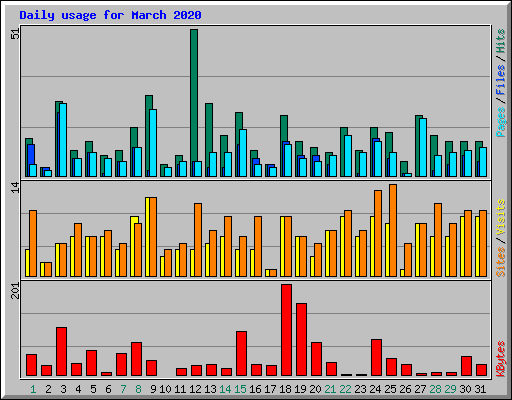 Daily usage for March 2020
51
Pages / Files / Hits
14
Sites / Visits
201
KBytes
1 2 3 4 5 6 7 8 9 10 11 12 13 14 15 16 17 18 19 20 21 22 23 24 25 26 27 28 29 30 31